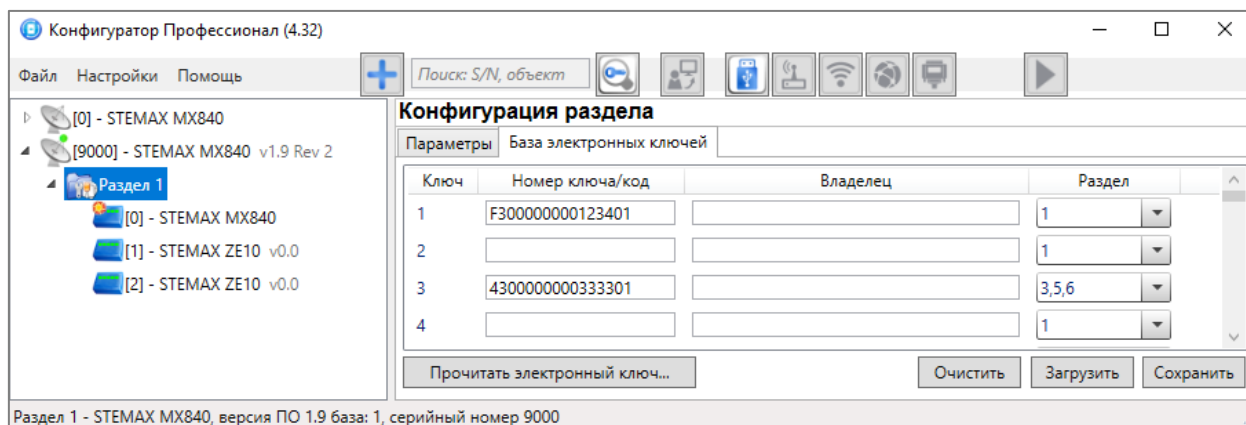 Конфигуратор Профессионал (4.32)
Файл Настройки Помощь Поиск: S/N, объект
[0] - STEMAX MX840
[9000] - STEMAX MX840 v1.9 Rev 2
Раздел 1
[0] - STEMAX MX840
[1] - STEMAX ZE10 v0.0
[2] - STEMAX ZE10 v0.0
Конфигурация раздела
Параметры База электронных ключей
Ключ Номер ключа/код Владелец Раздел
1 F300000000123401 1
2 1
3 4300000000333301 3,5,6
4 1
Прочитать электронный ключ... Очистить Загрузить Сохранить
Раздел 1 - STEMAX MX840, версия ПО 1.9 база: 1, серийный номер 9000